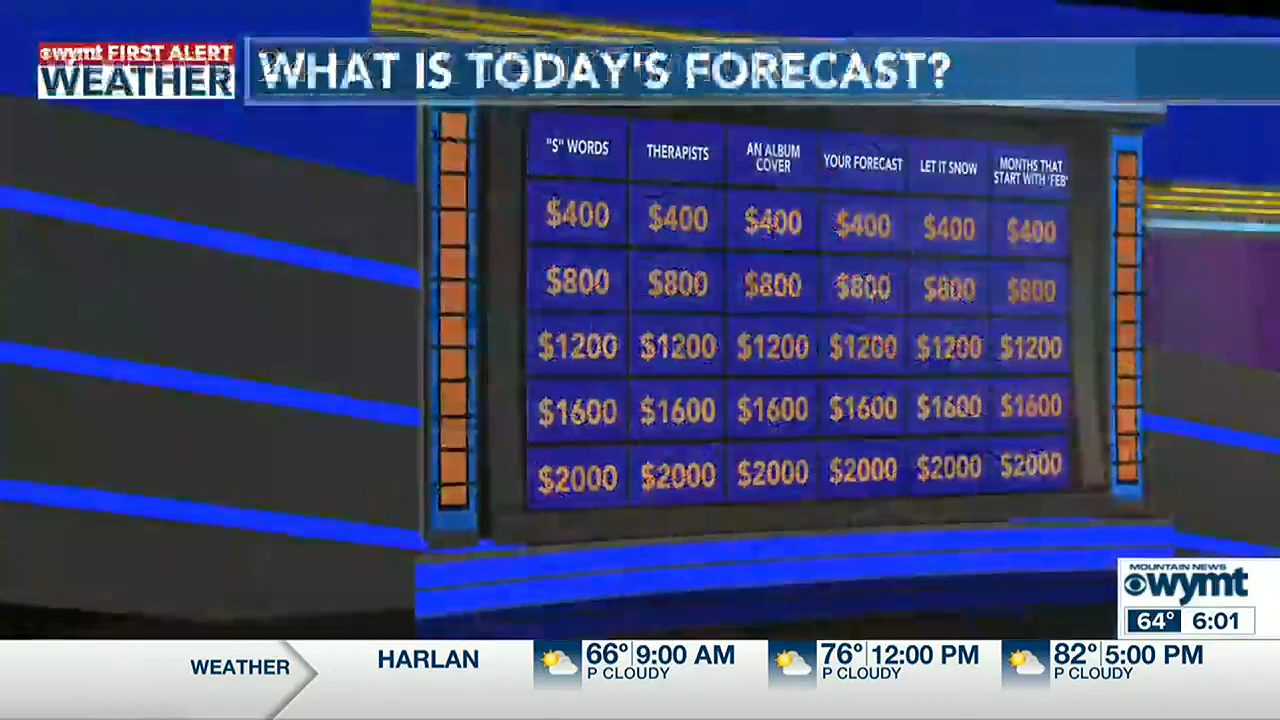 wymt FIRST ALERT
WEATHER
WHAT IS TODAY'S FORECAST?
"S" WORDS
THERAPISTS
AN ALBUM
COVER
YOUR FORECAST
LET IT SNOW
MONTHS THAT
START WITH 'FEB'
$400 $400 $400 $400 $400 $400
$800 $800 $800 $800 $800 $800
$1200 $1200 $1200 $1200 $1200 $1200
$1600 $1600 $1600 $1600 $1600 $1600
$2000 $2000 $2000 $2000 $2000 $2000
MOUNTAIN NEWS
wymt
64° 6:01
WEATHER
HARLAN
66° 9:00 AM
P CLOUDY
76° 12:00 PM
P CLOUDY
82° 5:00 PM
P CLOUDY